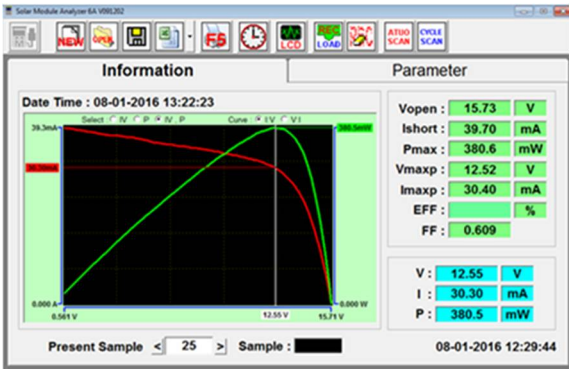 Solar Module Analyzer 6A V091202
NEW OPEN F5 LCD REC LOAD ATUO SCAN CYCLE SCAN
Information Parameter
Date Time : 08-01-2016 13:22:23
Select IV P IV , P Curve : I V V I
39.3mA 380.5mW
30.30mA
0.000 A 0.000 W
0.561 V 12.55 V 15.71 V
Present Sample < 25 > Sample :
Vopen : 15.73 V
Ishort : 39.70 mA
Pmax : 380.6 mW
Vmaxp : 12.52 V
Imaxp : 30.40 mA
EFF : %
FF : 0.609
V : 12.55 V
I : 30.30 mA
P : 380.5 mW
08-01-2016 12:29:44